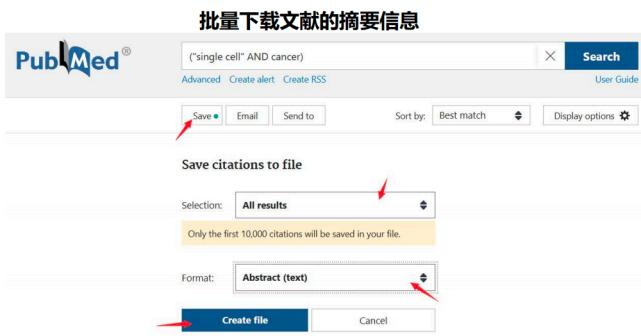 批量下载文献的摘要信息
PubMed®
("single cell" AND cancer)
Search
Advanced Create alert Create RSS
User Guide
Save Email Send to
Sort by: Best match
Display options
Save citations to file
Selection: All results
Only the first 10,000 citations will be saved in your file.
Format: Abstract (text)
Create file
Cancel